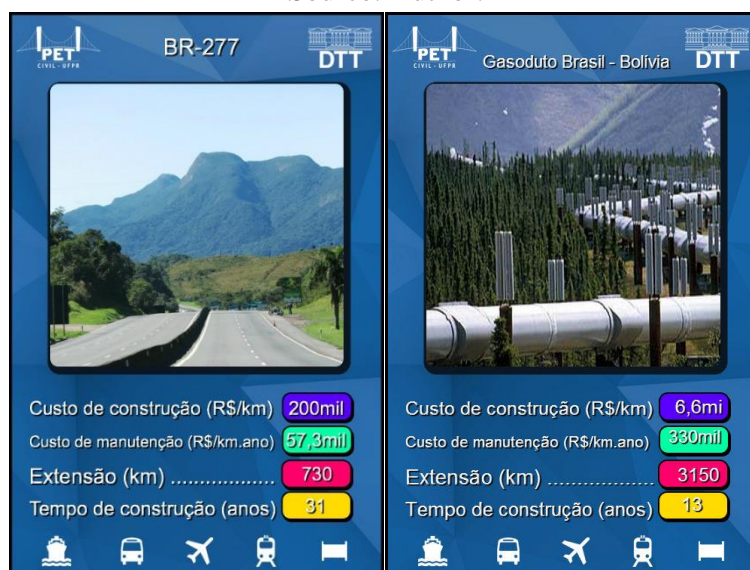 PET
CIVIL - UFPR
BR-277
DTT
Custo de construção (R$/km) 200mil
Custo de manutenção (R$/km.ano) 57,3mil
Extensão (km) .................. 730
Tempo de construção (anos) 31
PET
CIVIL - UFPR
Gasoduto Brasil - Bolívia
DTT
Custo de construção (R$/km) 6,6mi
Custo de manutenção (R$/km.ano) 330mil
Extensão (km) .................. 3150
Tempo de construção (anos) 13